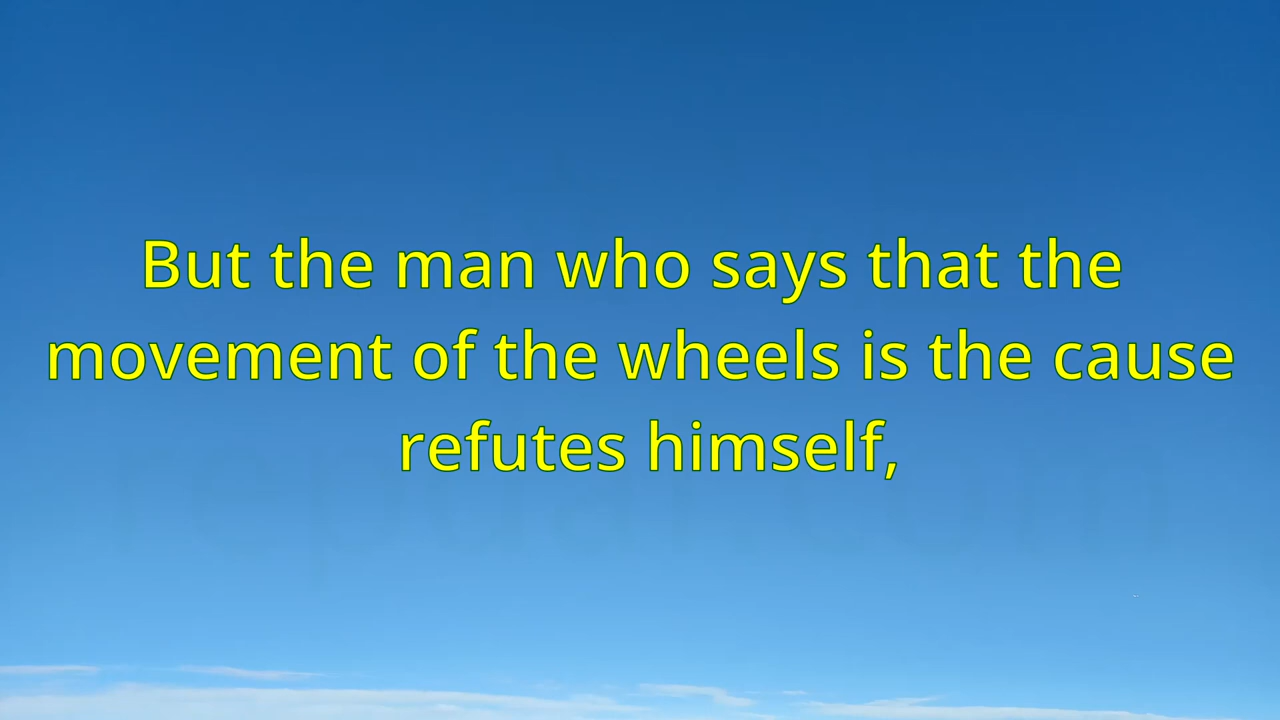 But the man who says that the
movement of the wheels is the cause
refutes himself,